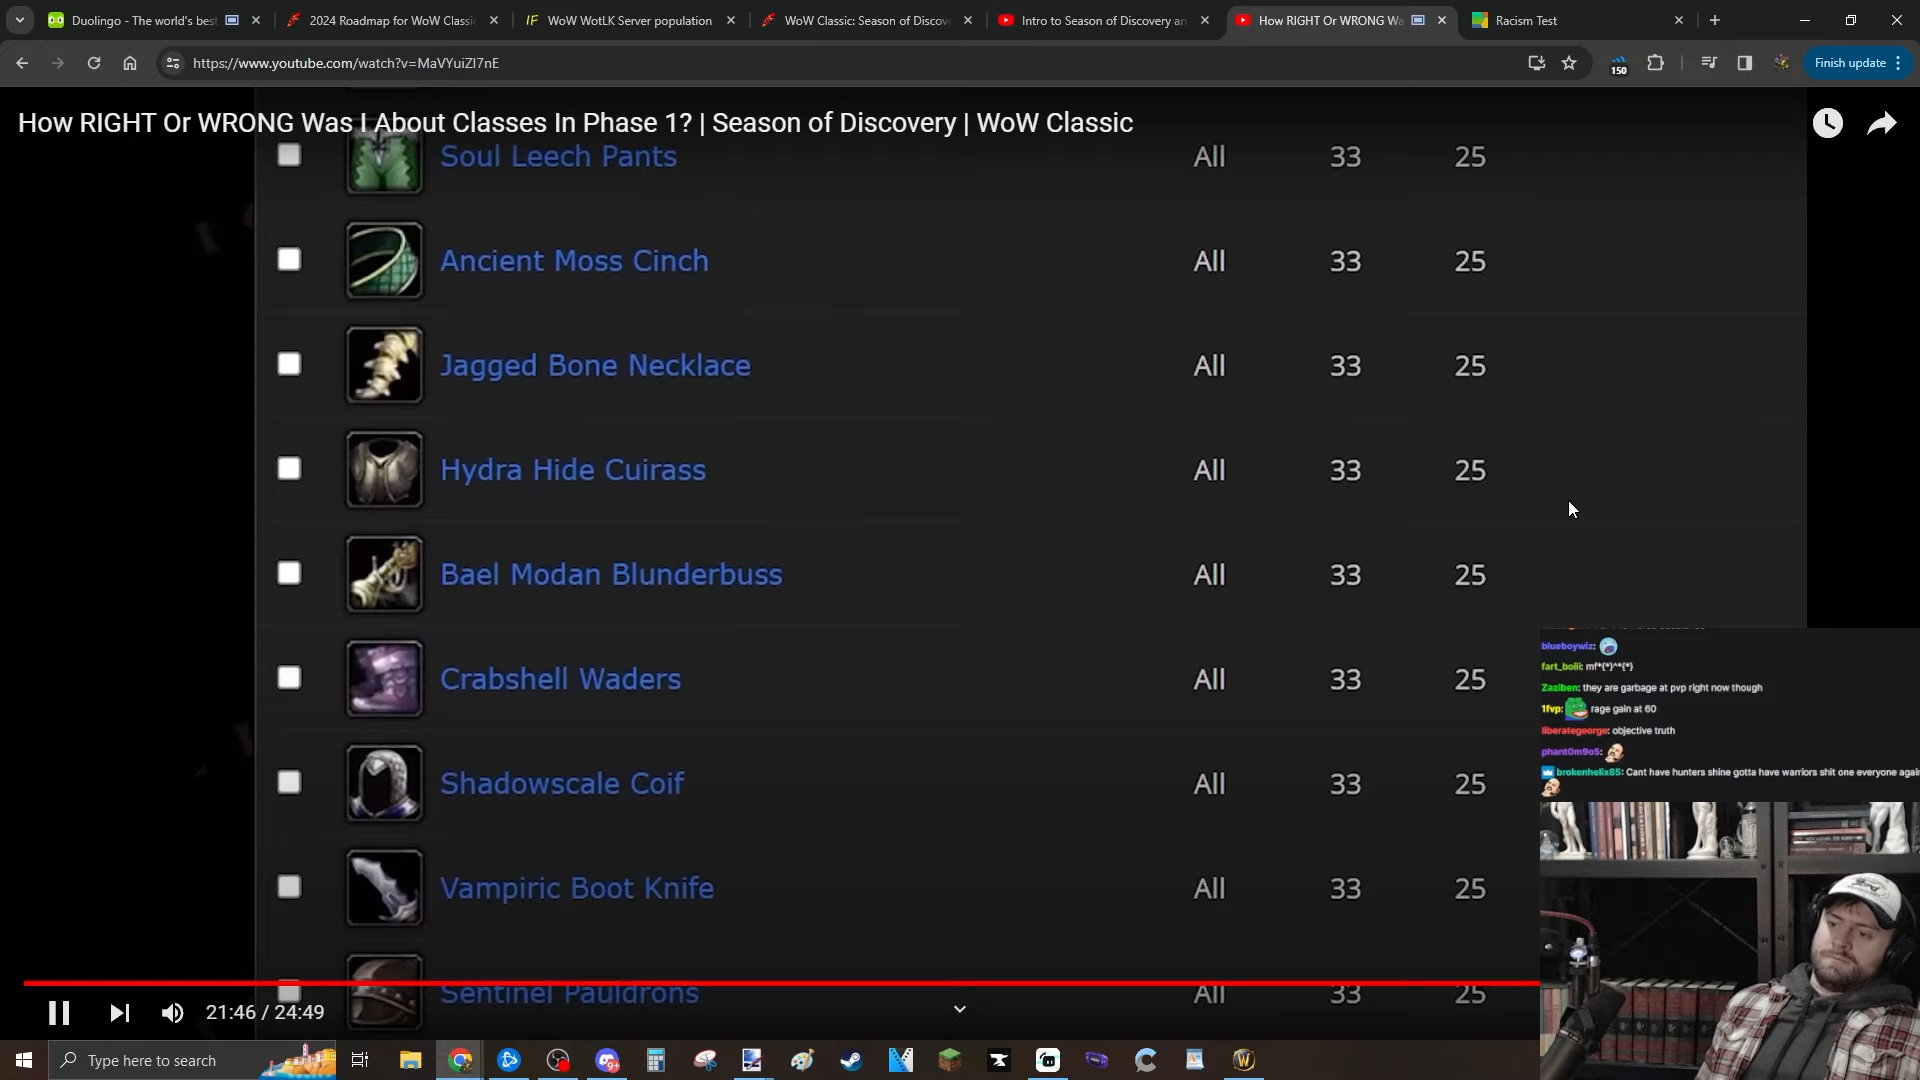 Duolingo - The world's best
2024 Roadmap for WoW Classic
WoW WotLK Server population
WoW Classic: Season of Discov
Intro to Season of Discovery an
How RIGHT Or WRONG Wa
Racism Test
https://www.youtube.com/watch?v=MaVYuiZI7nE
150
Finish update
How RIGHT Or WRONG Was I About Classes In Phase 1? | Season of Discovery | WoW Classic
Soul Leech Pants All 33 25
Ancient Moss Cinch All 33 25
Jagged Bone Necklace All 33 25
Hydra Hide Cuirass All 33 25
Bael Modan Blunderbuss All 33 25
Crabshell Waders All 33 25
Shadowscale Coif All 33 25
Vampiric Boot Knife All 33 25
Sentinel Pauldrons All 33 25
blueboywiz:
fart_boiii: mf*(*)^*(*)
Zaziben: they are garbage at pvp right now though
1fvp: rage gain at 60
liberategeorge: objective truth
phant0m9o5:
brokenhelix85: Cant have hunters shine gotta have warriors shit one everyone again
21:46 / 24:49
Type here to search